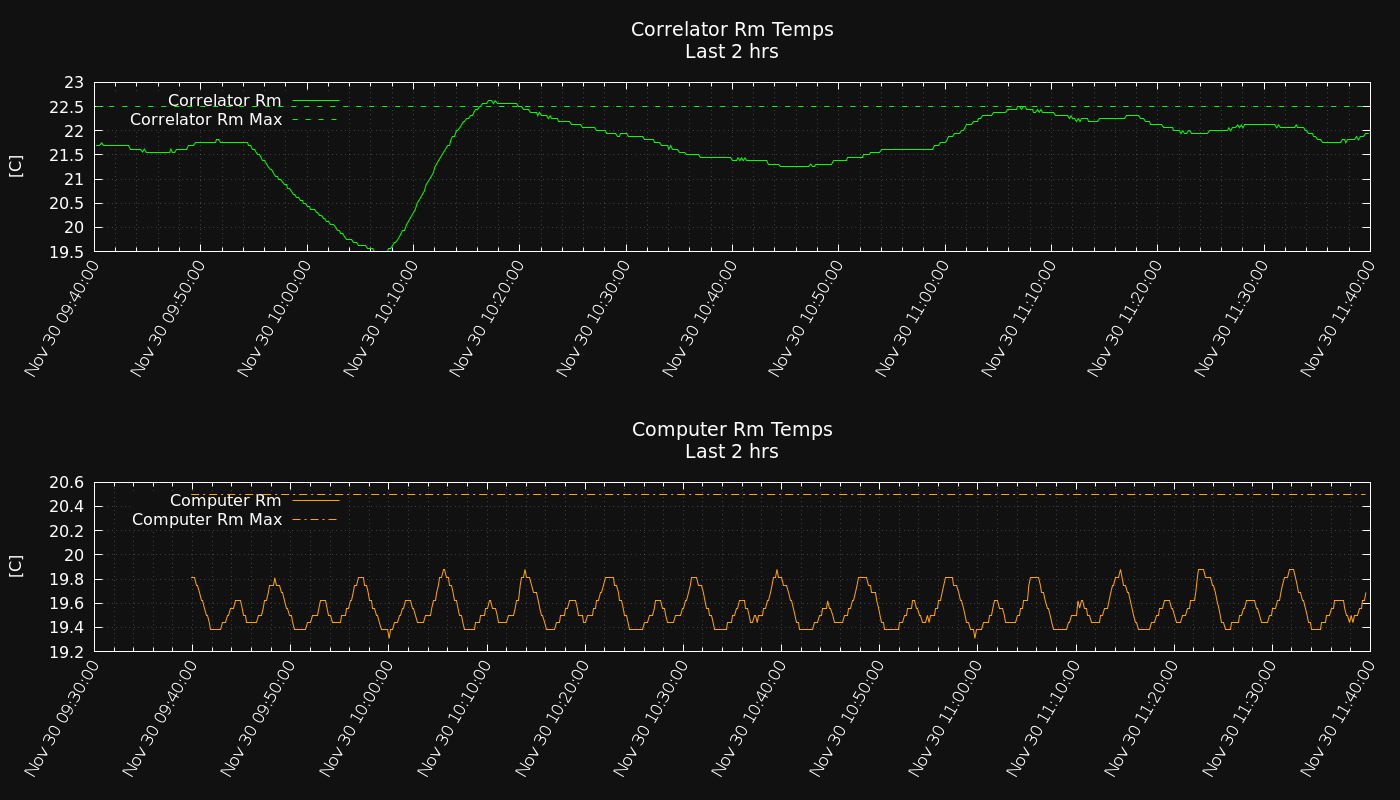 Correlator Rm Temps
Last 2 hrs
23
22.5
22
21.5
21
20.5
20
19.5
[C]
Correlator Rm
Correlator Rm Max
Nov 30 09:40:00
Nov 30 09:50:00
Nov 30 10:00:00
Nov 30 10:10:00
Nov 30 10:20:00
Nov 30 10:30:00
Nov 30 10:40:00
Nov 30 10:50:00
Nov 30 11:00:00
Nov 30 11:10:00
Nov 30 11:20:00
Nov 30 11:30:00
Nov 30 11:40:00
Computer Rm Temps
Last 2 hrs
20.6
20.4
20.2
20
19.8
19.6
19.4
19.2
[C]
Computer Rm
Computer Rm Max
Nov 30 09:30:00
Nov 30 09:40:00
Nov 30 09:50:00
Nov 30 10:00:00
Nov 30 10:10:00
Nov 30 10:20:00
Nov 30 10:30:00
Nov 30 10:40:00
Nov 30 10:50:00
Nov 30 11:00:00
Nov 30 11:10:00
Nov 30 11:20:00
Nov 30 11:30:00
Nov 30 11:40:00